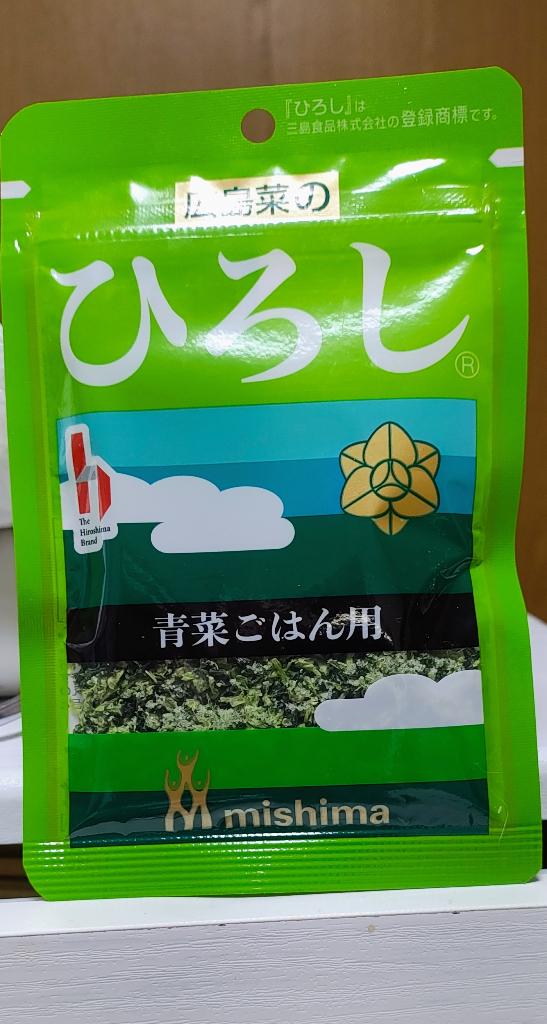 『ひろし』は
三島食品株式会社の登録商標です。
広島菜の
ひろし
®
The
Hiroshima
Brand
青菜ごはん用
mishima